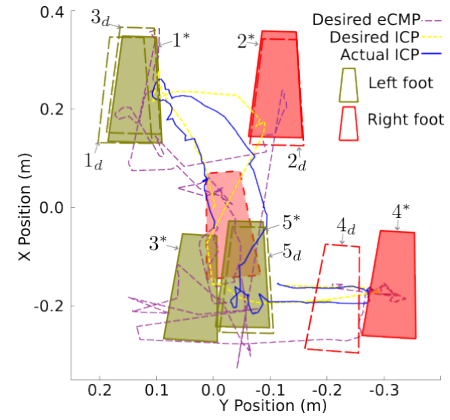 Desired eCMP
Desired ICP
Actual ICP
Left foot
Right foot
3d
1*
2*
1d
2d
3*
5*
5d
4d
4*
0.4
0.2
0.0
-0.2
X Position (m)
0.2 0.1 0.0 -0.1 -0.2 -0.3
Y Position (m)